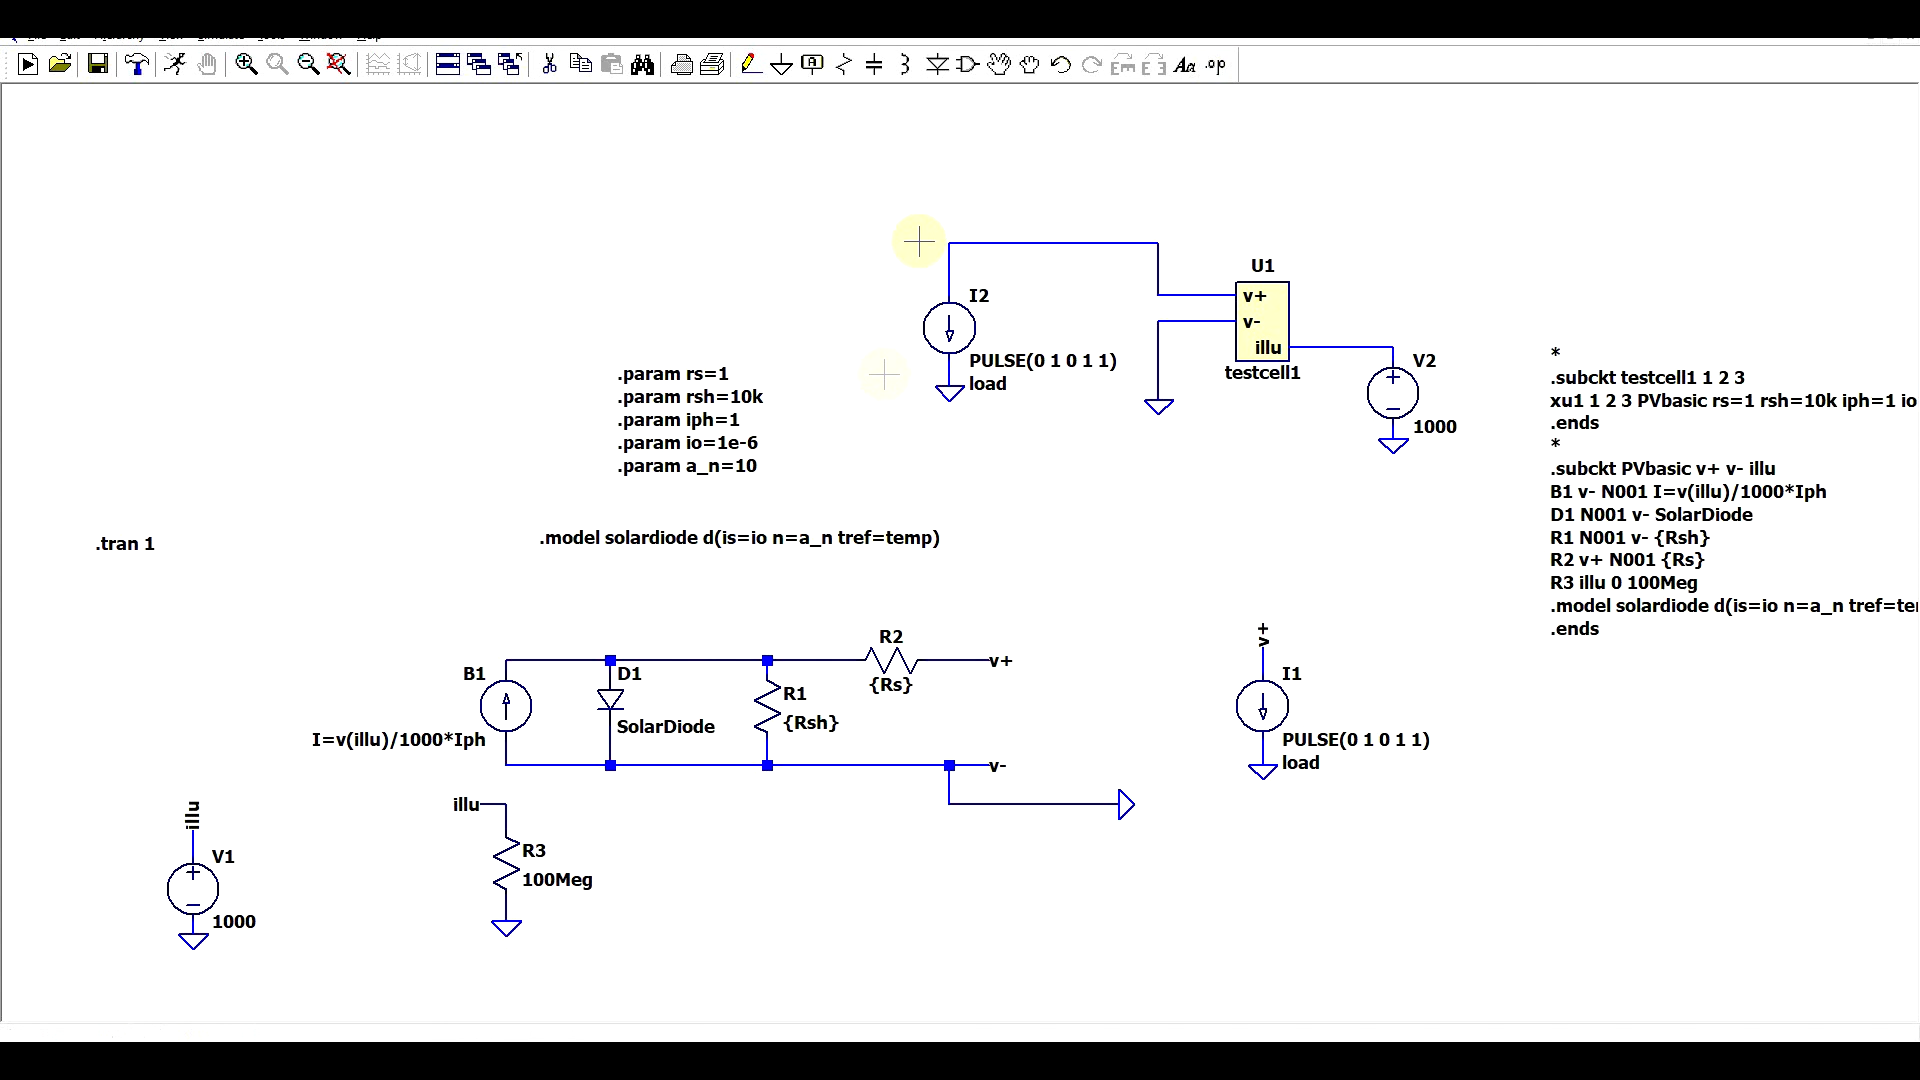 U1
v+
v-
illu
testcell1
I2
PULSE(0 1 0 1 1)
load
V2
1000
.param rs=1
.param rsh=10k
.param iph=1
.param io=1e-6
.param a_n=10
*
.subckt testcell1 1 2 3
xu1 1 2 3 PVbasic rs=1 rsh=10k iph=1 io
.ends
*
.subckt PVbasic v+ v- illu
B1 v- N001 I=v(illu)/1000*Iph
D1 N001 v- SolarDiode
R1 N001 v- {Rsh}
R2 v+ N001 {Rs}
R3 illu 0 100Meg
.model solardiode d(is=io n=a_n tref=te
.ends
.tran 1
.model solardiode d(is=io n=a_n tref=temp)
B1
I=v(illu)/1000*Iph
D1
SolarDiode
R1
{Rsh}
R2
{Rs}
v+
v-
v+
I1
PULSE(0 1 0 1 1)
load
illu
V1
1000
illu
R3
100Meg
A
Aa
.op